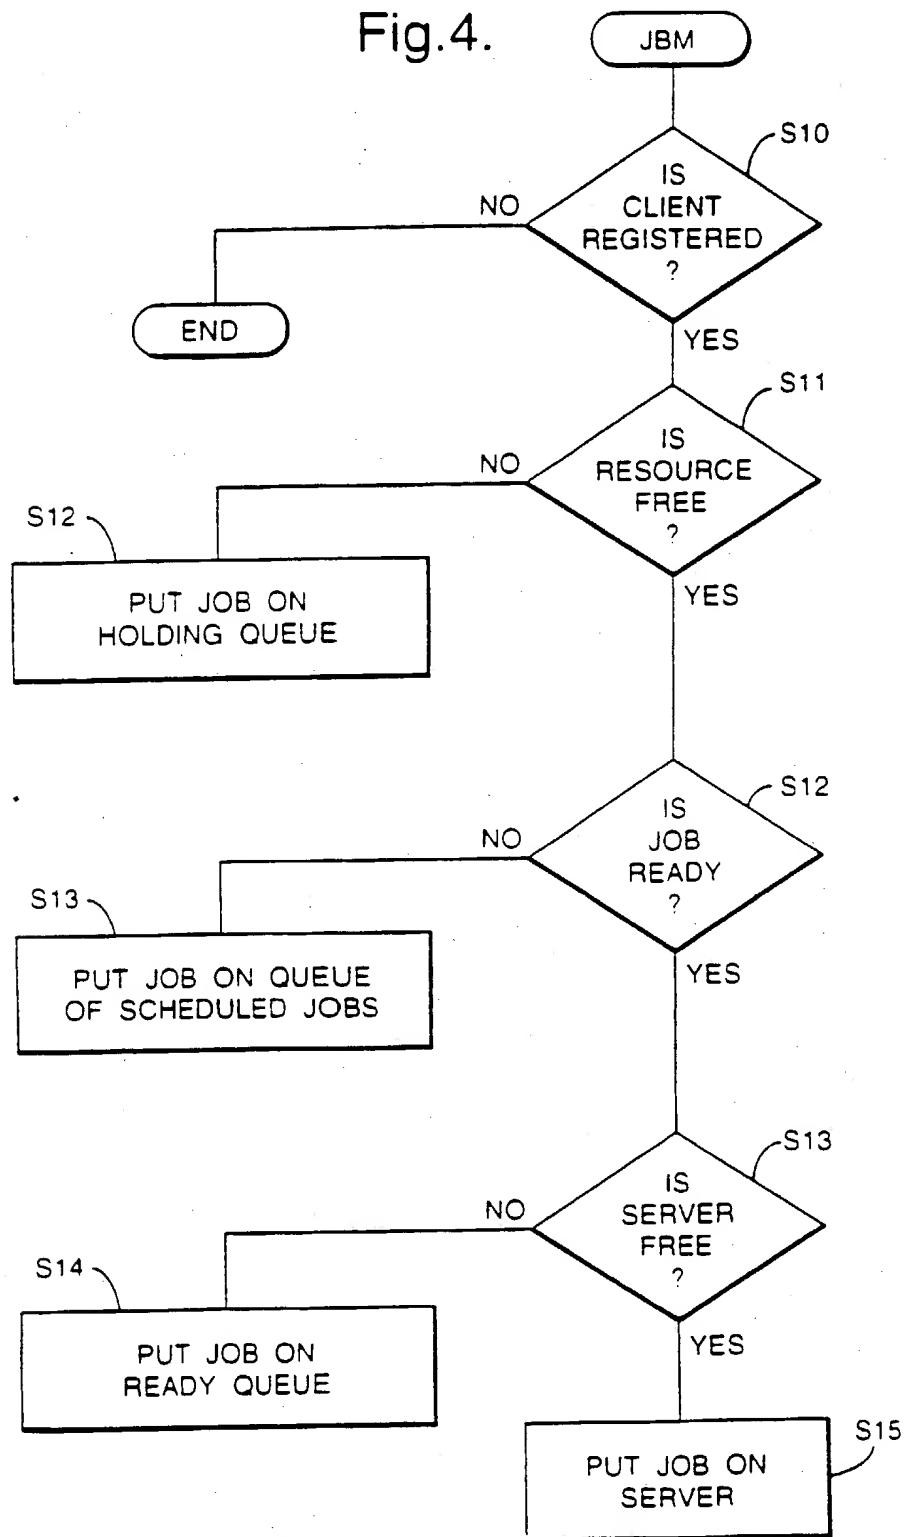 Fig.4.
JBM
S10
IS
CLIENT
REGISTERED
?
NO
END
YES
S11
IS
RESOURCE
FREE
?
NO
S12
PUT JOB ON
HOLDING QUEUE
YES
S12
IS
JOB
READY
?
NO
S13
PUT JOB ON QUEUE
OF SCHEDULED JOBS
YES
S13
IS
SERVER
FREE
?
NO
S14
PUT JOB ON
READY QUEUE
YES
S15
PUT JOB ON
SERVER